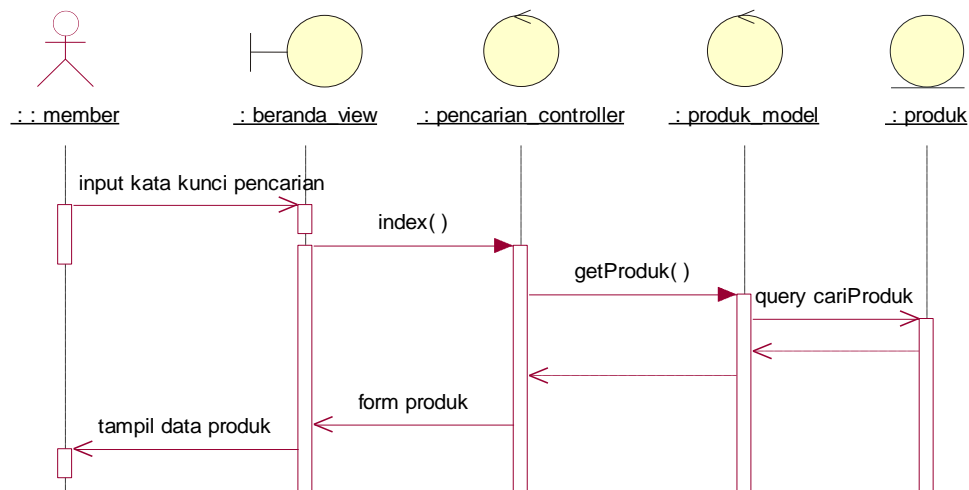 : : member
: beranda_view
: pencarian_controller
: produk_model
: produk
input kata kunci pencarian
index( )
getProduk( )
query cariProduk
form produk
tampil data produk